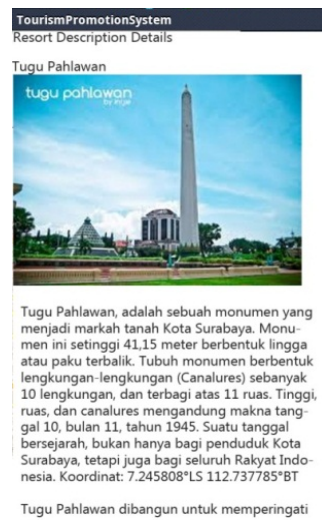 TourismPromotionSystem
Resort Description Details
Tugu Pahlawan
tugu pahlawan
Tugu Pahlawan, adalah sebuah monumen yang
menjadi markah tanah Kota Surabaya. Monu-
men ini setinggi 41,15 meter berbentuk lingga
atau paku terbalik. Tubuh monumen berbentuk
lengkungan-lengkungan (Canalures) sebanyak
10 lengkungan, dan terbagi atas 11 ruas. Tinggi,
ruas, dan canalures mengandung makna tang-
gal 10, bulan 11, tahun 1945. Suatu tanggal
bersejarah, bukan hanya bagi penduduk Kota
Surabaya, tetapi juga bagi seluruh Rakyat Indo-
nesia. Koordinat: 7.245808°LS 112.737785°BT
Tugu Pahlawan dibangun untuk memperingati